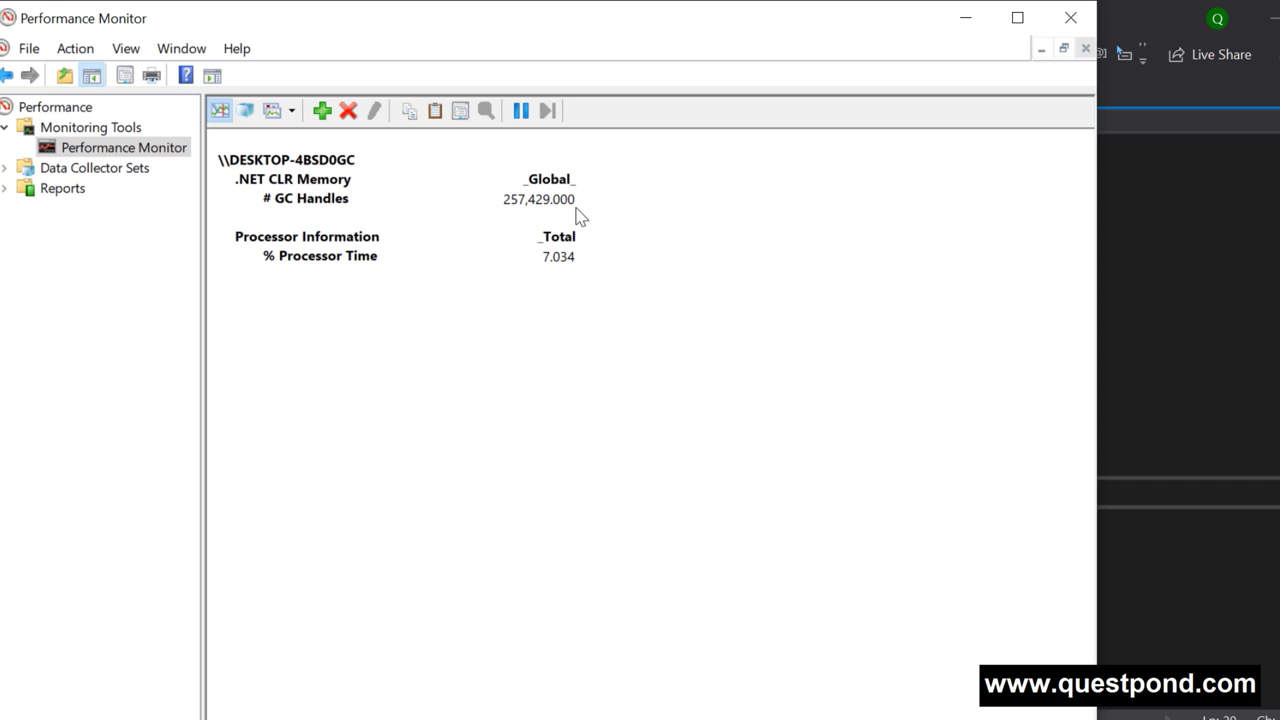 Performance Monitor
Q
File Action View Window Help
Live Share
Performance
Monitoring Tools
Performance Monitor
Data Collector Sets
Reports
\\DESKTOP-4BSD0GC
.NET CLR Memory _Global_
# GC Handles 257,429.000
Processor Information _Total
% Processor Time 7.034
www.questpond.com